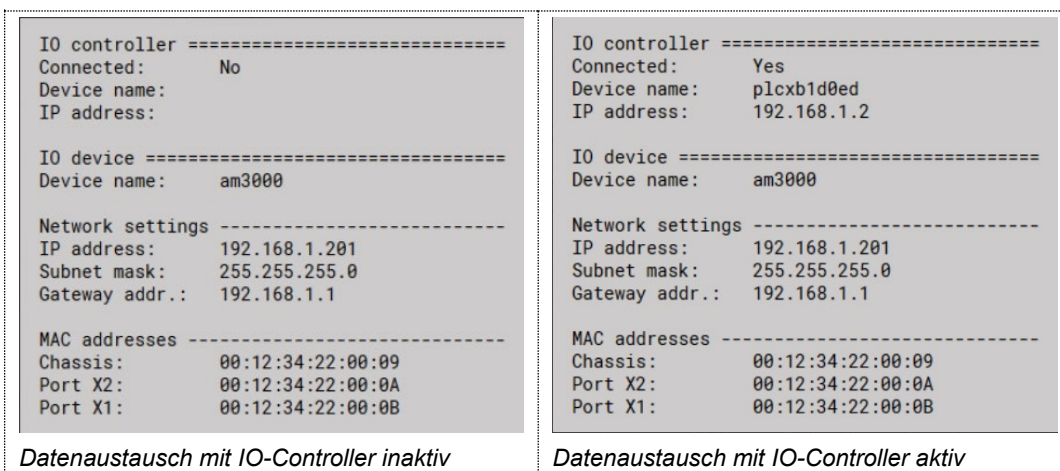 IO controller ==============================
Connected: No
Device name:
IP address:
IO device ==================================
Device name: am3000
Network settings ---------------------------
IP address: 192.168.1.201
Subnet mask: 255.255.255.0
Gateway addr.: 192.168.1.1
MAC addresses ------------------------------
Chassis: 00:12:34:22:00:09
Port X2: 00:12:34:22:00:0A
Port X1: 00:12:34:22:00:0B
Datenaustausch mit IO-Controller inaktiv
IO controller ==============================
Connected: Yes
Device name: plcxb1d0ed
IP address: 192.168.1.2
IO device ==================================
Device name: am3000
Network settings ---------------------------
IP address: 192.168.1.201
Subnet mask: 255.255.255.0
Gateway addr.: 192.168.1.1
MAC addresses ------------------------------
Chassis: 00:12:34:22:00:09
Port X2: 00:12:34:22:00:0A
Port X1: 00:12:34:22:00:0B
Datenaustausch mit IO-Controller aktiv